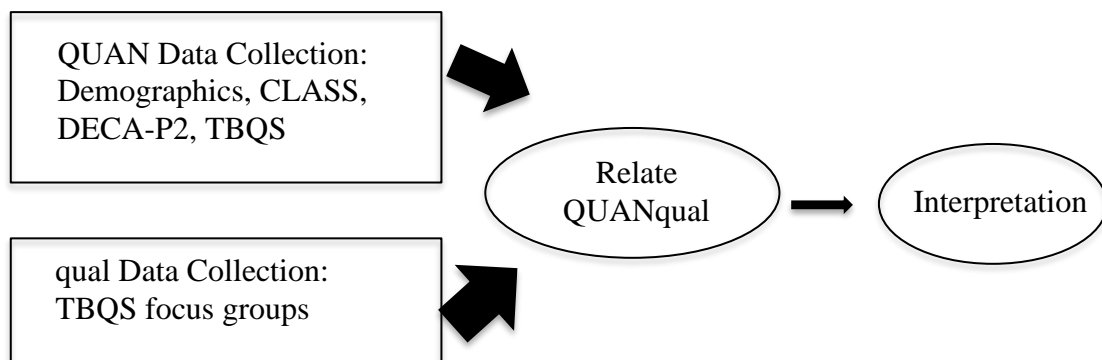 QUAN Data Collection:
Demographics, CLASS,
DECA-P2, TBQS
qual Data Collection:
TBQS focus groups
Relate
QUANqual
Interpretation